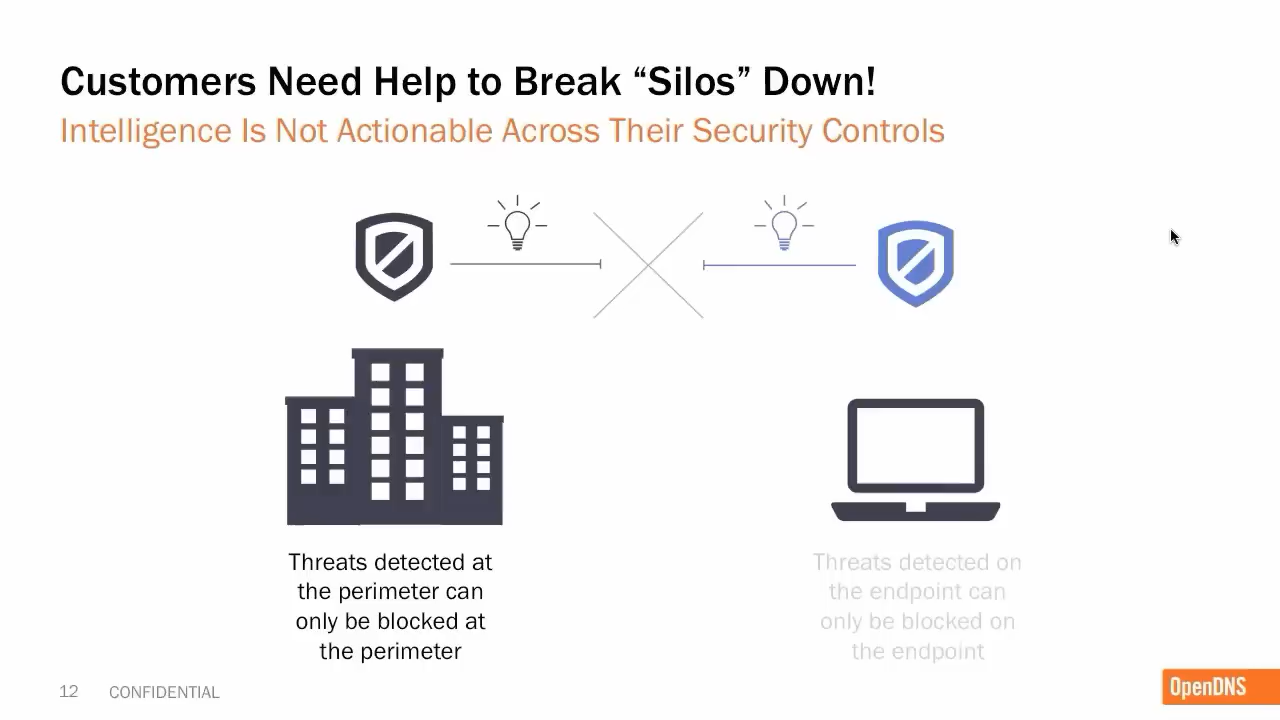 Customers Need Help to Break “Silos” Down!
Intelligence Is Not Actionable Across Their Security Controls
Threats detected at
the perimeter can
only be blocked at
the perimeter
Threats detected on
the endpoint can
only be blocked on
the endpoint
12 CONFIDENTIAL
OpenDNS